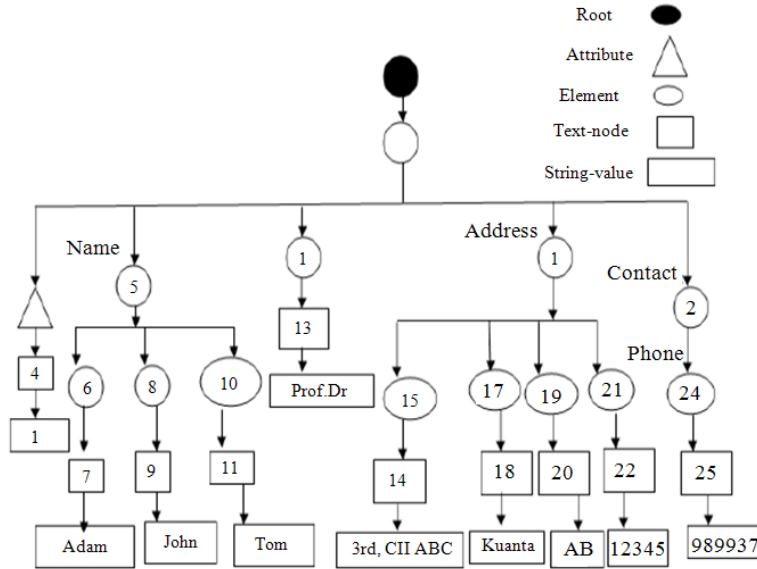 Root
Attribute
Element
Text-node
String-value
Name
Address
Contact
Phone
5
1
1
2
4
6
8
10
13
15
17
19
21
24
1
7
9
11
Prof.Dr
14
18
20
22
25
Adam
John
Tom
3rd, CII ABC
Kuanta
AB
12345
989937